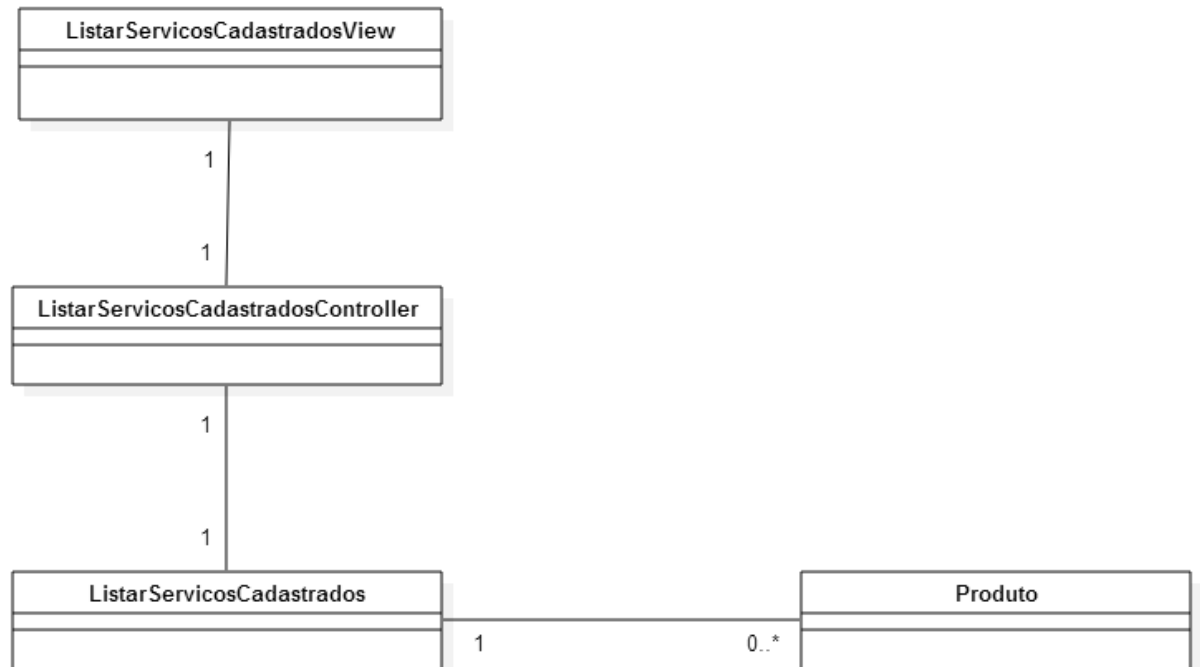 ListarServicosCadastradosView
1
1
ListarServicosCadastradosController
1
1
ListarServicosCadastrados
Produto
1
0..*